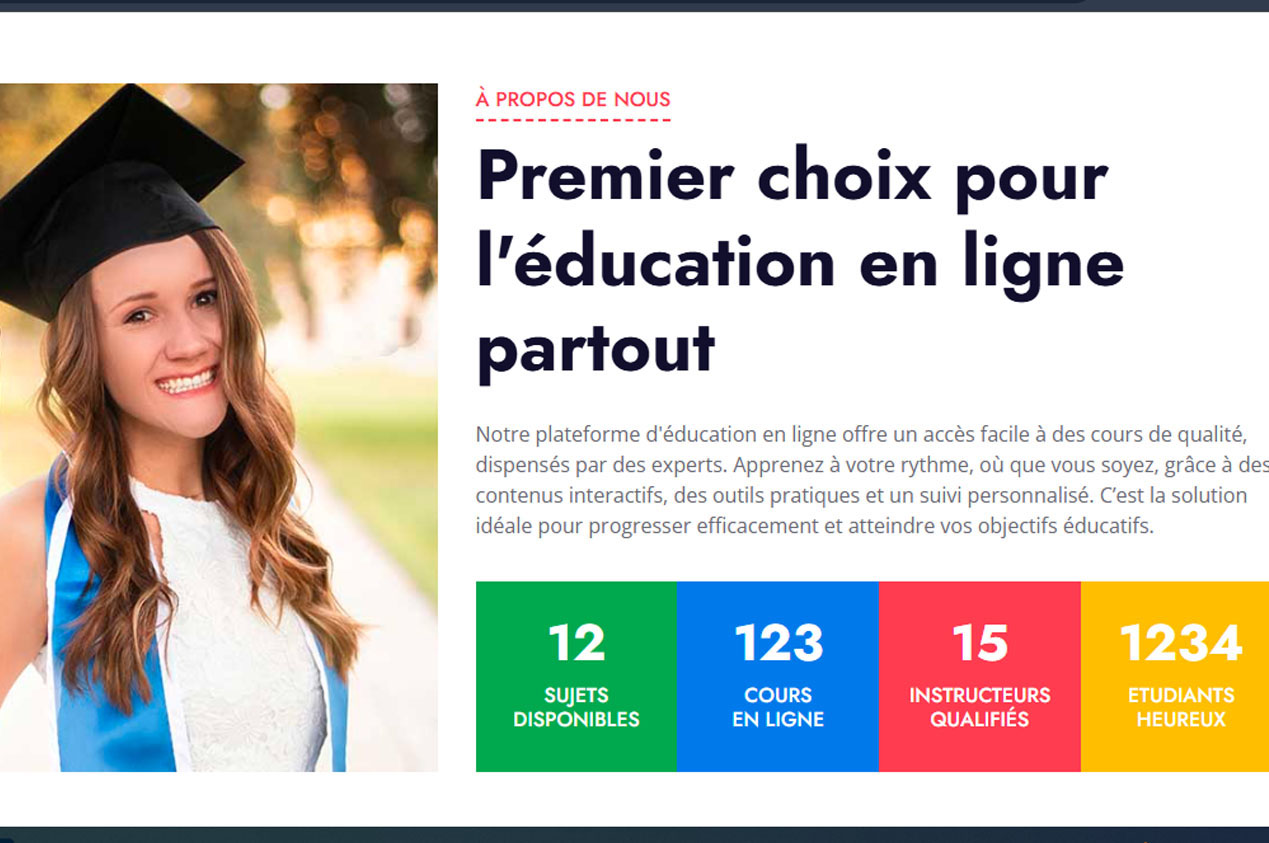 À PROPOS DE NOUS
Premier choix pour
l'éducation en ligne
partout
Notre plateforme d'éducation en ligne offre un accès facile à des cours de qualité,
dispensés par des experts. Apprenez à votre rythme, où que vous soyez, grâce à des
contenus interactifs, des outils pratiques et un suivi personnalisé. C’est la solution
idéale pour progresser efficacement et atteindre vos objectifs éducatifs.
12
SUJETS
DISPONIBLES
123
COURS
EN LIGNE
15
INSTRUCTEURS
QUALIFIÉS
1234
ETUDIANTS
HEUREUX